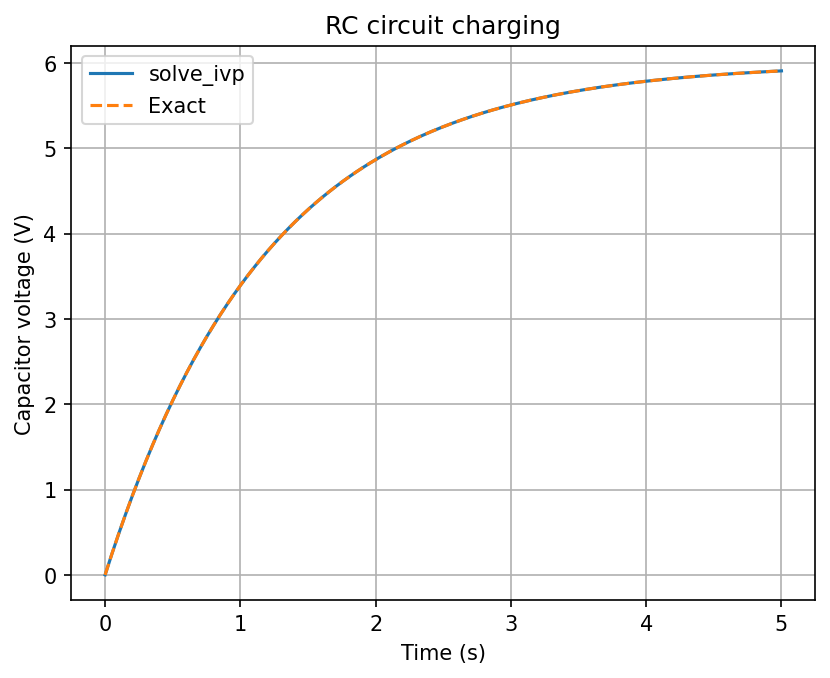 RC circuit charging
solve_ivp
Exact
Capacitor voltage (V)
6
5
4
3
2
1
0
0 1 2 3 4 5
Time (s)